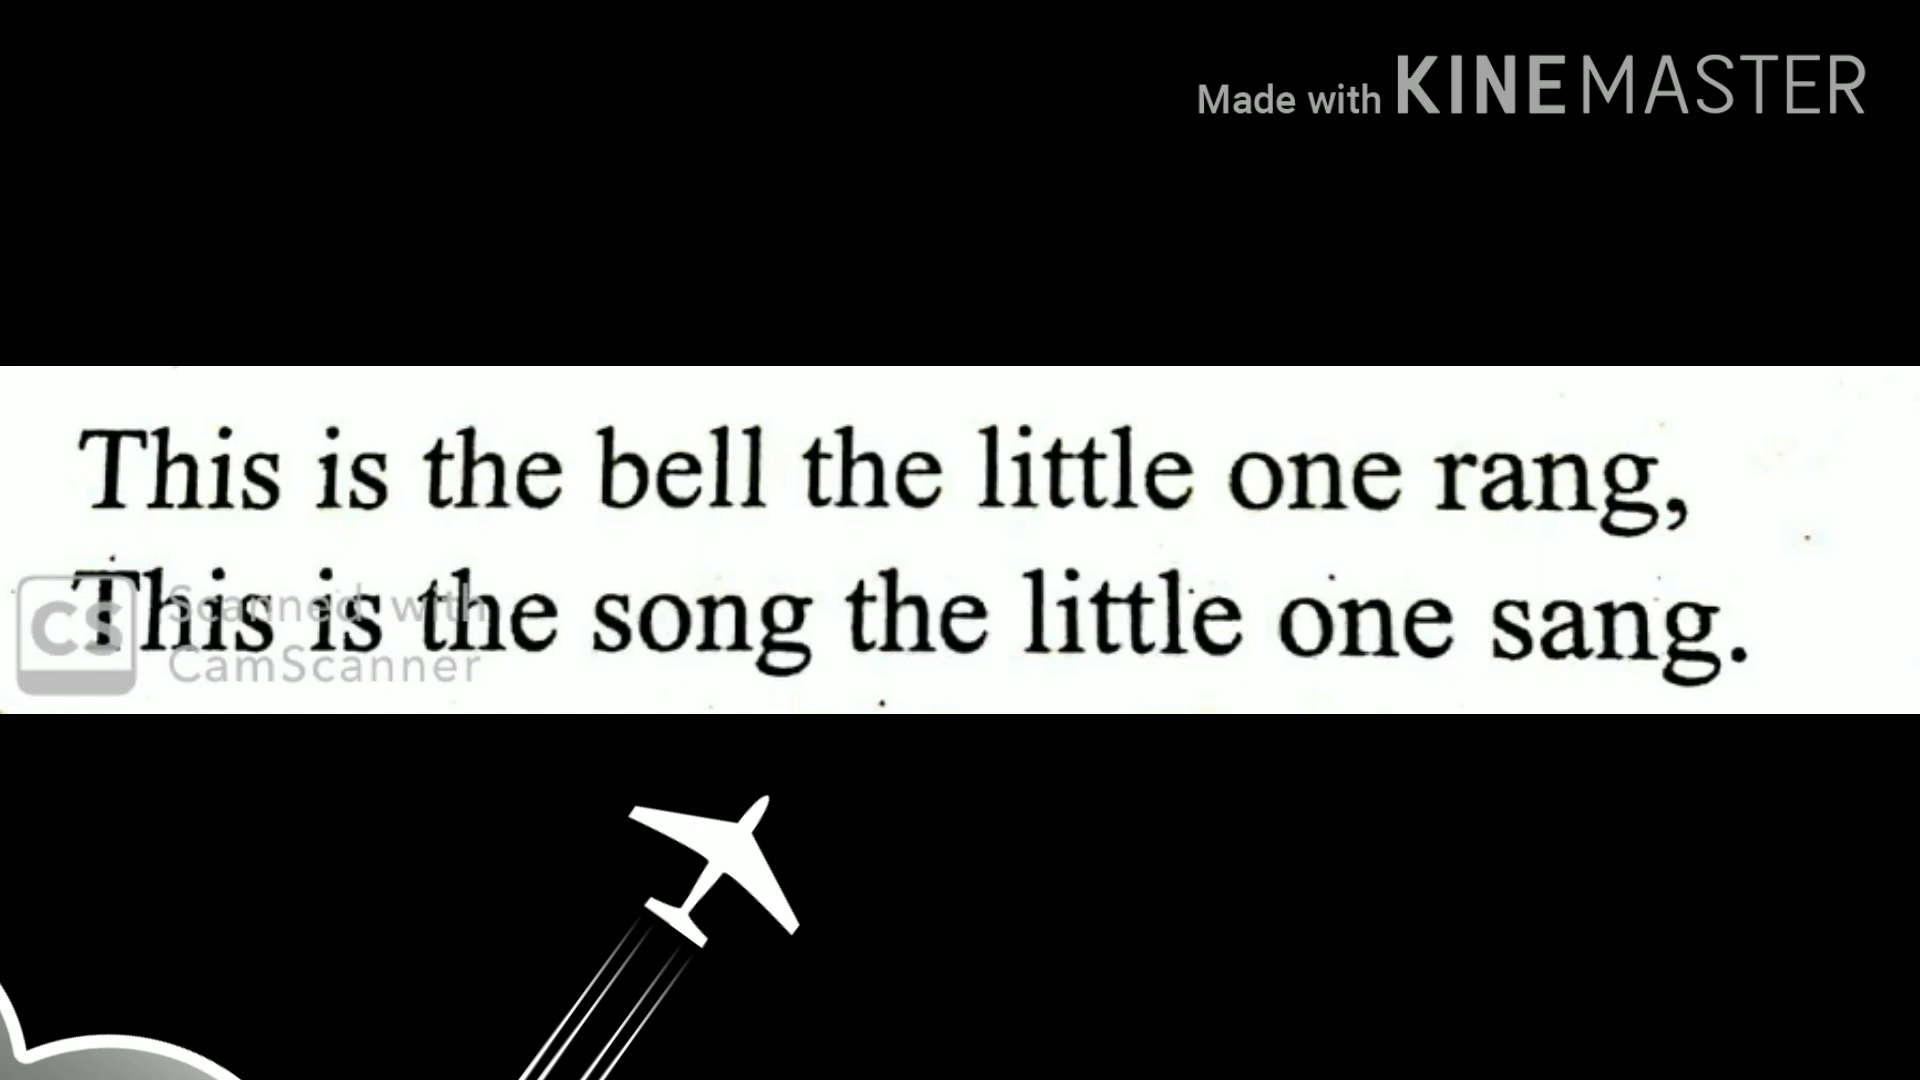 Made with KINEMASTER
This is the bell the little one rang,
This is the song the little one sang.
CS Scanned with
CamScanner